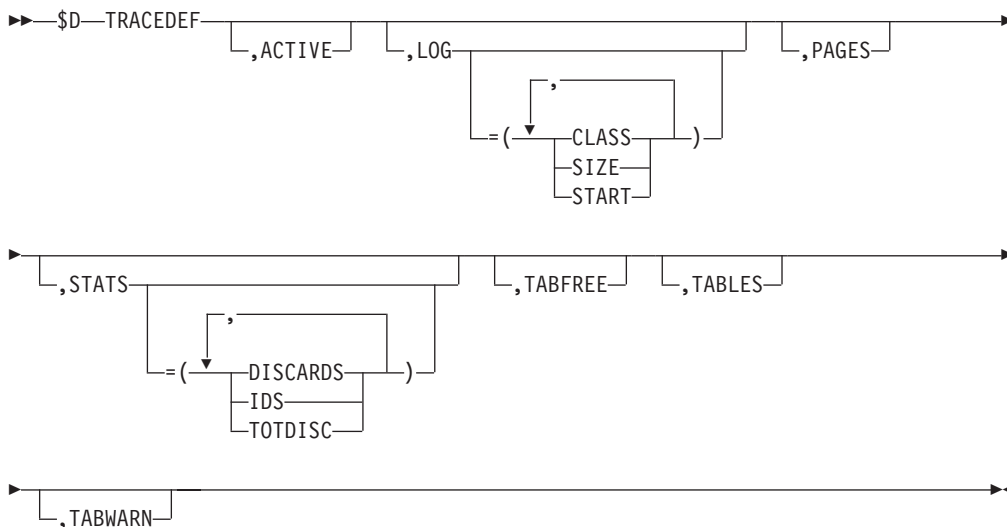 $D TRACEDEF
,ACTIVE ,LOG ,PAGES
,
=( CLASS )
SIZE
START
,STATS ,TABFREE ,TABLES
,
=( DISCARDS )
IDS
TOTDISC
,TABWARN